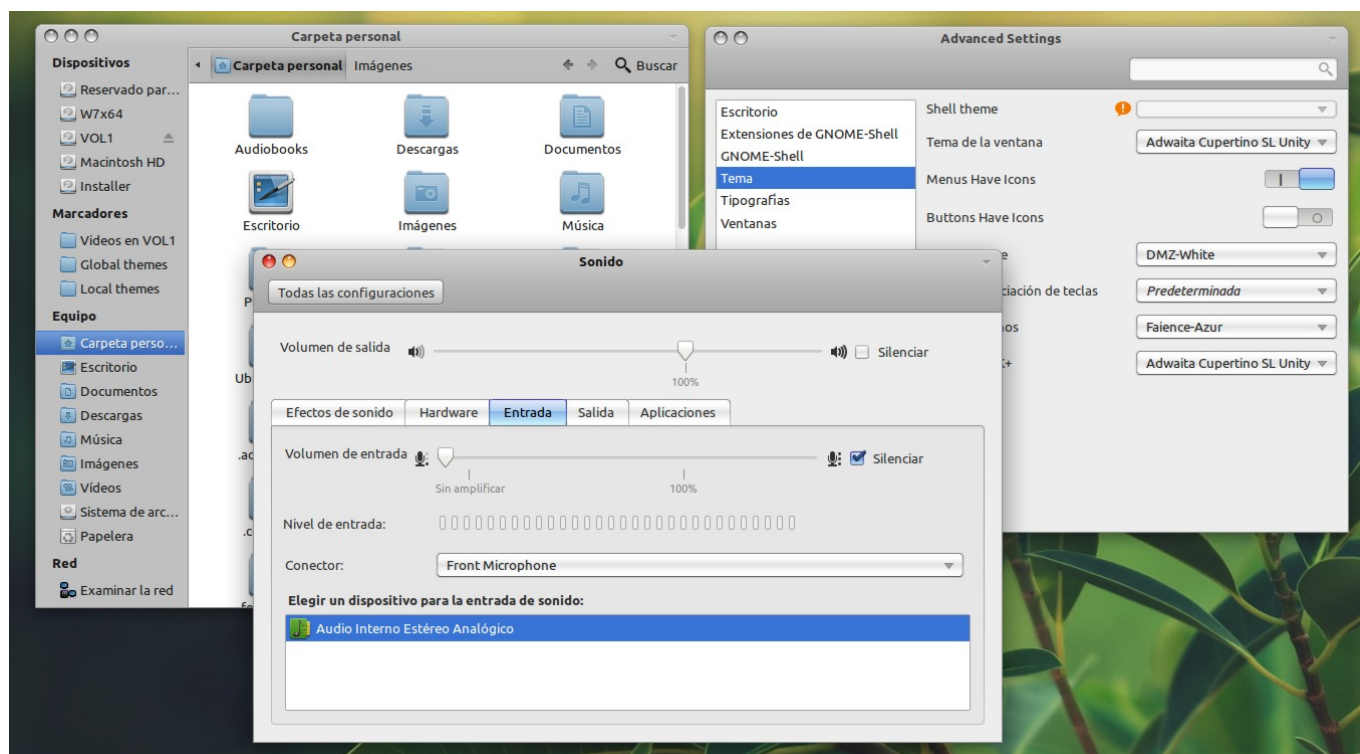 Carpeta personal
Dispositivos
Reservado par...
W7x64
VOL1
Macintosh HD
Installer
Marcadores
Videos en VOL1
Global themes
Local themes
Equipo
Carpeta perso...
Escritorio
Documentos
Descargas
Música
Imágenes
Vídeos
Sistema de arc...
Papelera
Red
Examinar la red
Carpeta personal Imágenes Buscar
Audiobooks Descargas Documentos
Escritorio Imágenes Música
P
Ub
.ac
.c
Advanced Settings
Escritorio
Extensiones de GNOME-Shell
GNOME-Shell
Tema
Tipografías
Ventanas
Shell theme
Tema de la ventana Adwaita Cupertino SL Unity
Menus Have Icons
Buttons Have Icons
e DMZ-White
ciación de teclas Predeterminada
nos Faience-Azur
Adwaita Cupertino SL Unity
Sonido
Todas las configuraciones
Volumen de salida Silenciar
100%
Efectos de sonido Hardware Entrada Salida Aplicaciones
Volumen de entrada Silenciar
Sin amplificar 100%
Nivel de entrada:
Conector: Front Microphone
Elegir un dispositivo para la entrada de sonido:
Audio Interno Estéreo Analógico